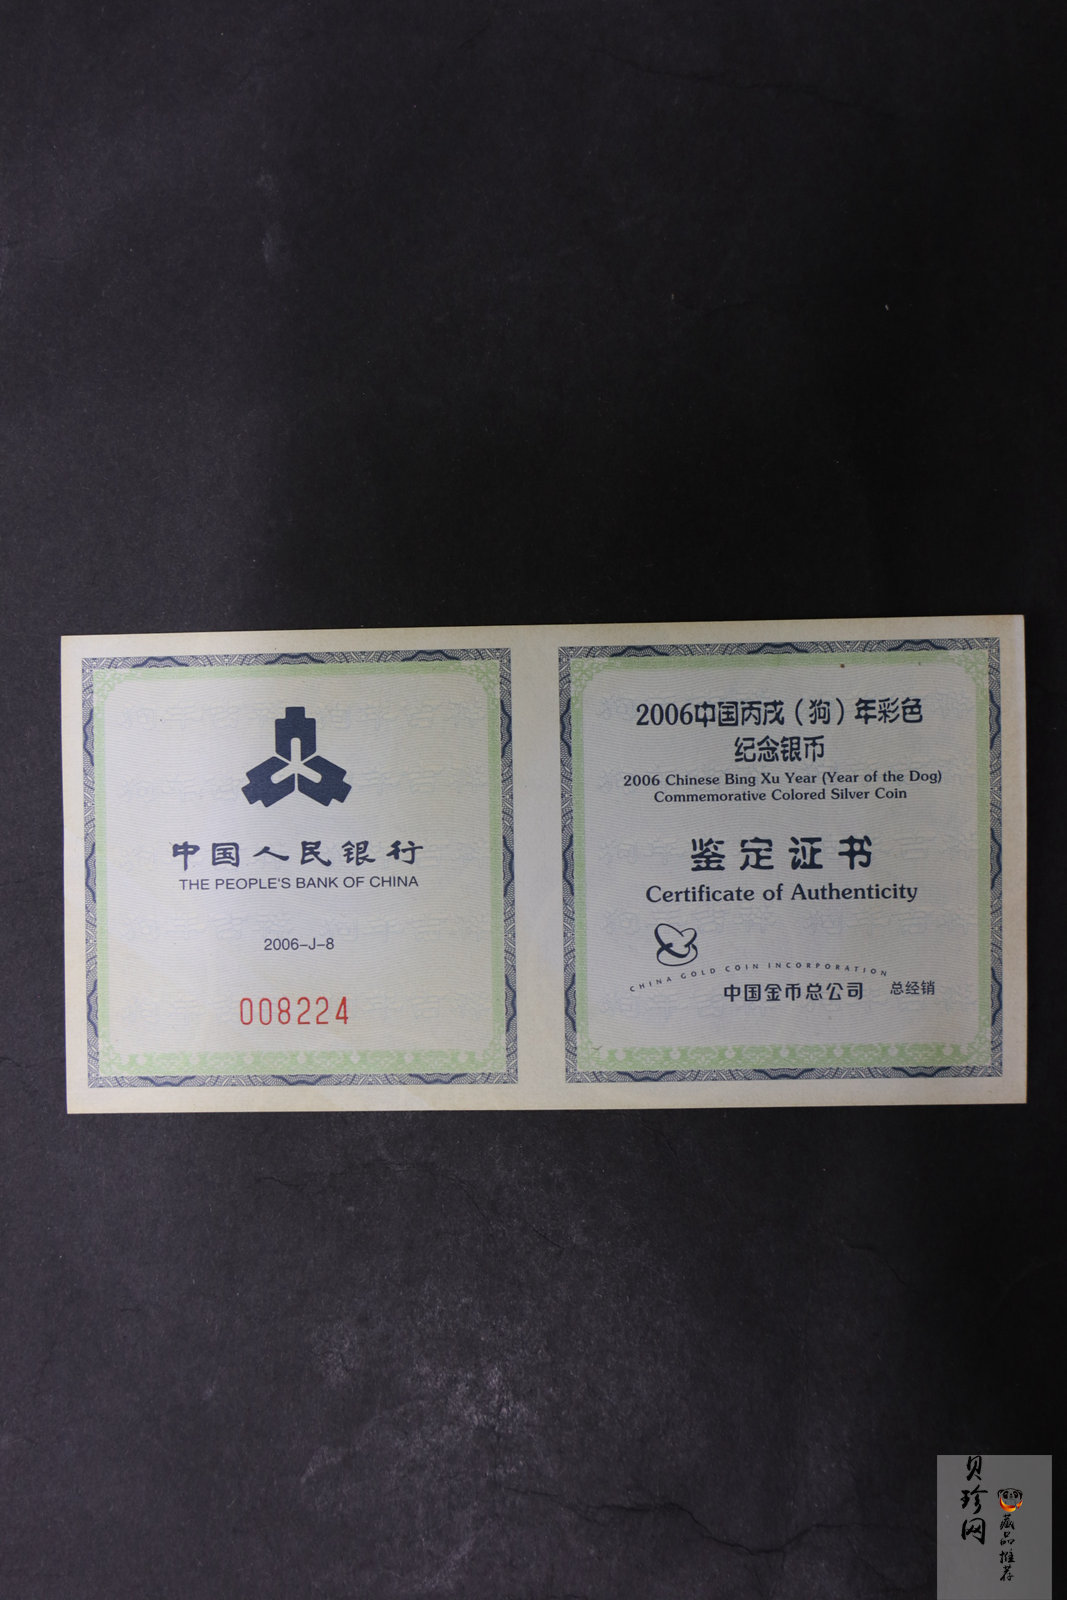 中国人民银行
THE PEOPLE'S BANK OF CHINA
2006-J-8
008224
2006中国丙戌（狗）年彩色
纪念银币
2006 Chinese Bing Xu Year (Year of the Dog)
Commemorative Colored Silver Coin
鉴定证书
Certificate of Authenticity
CHINA GOLD COIN INCORPORATION
中国金币总公司 总经销
贝珍网
藏品推荐